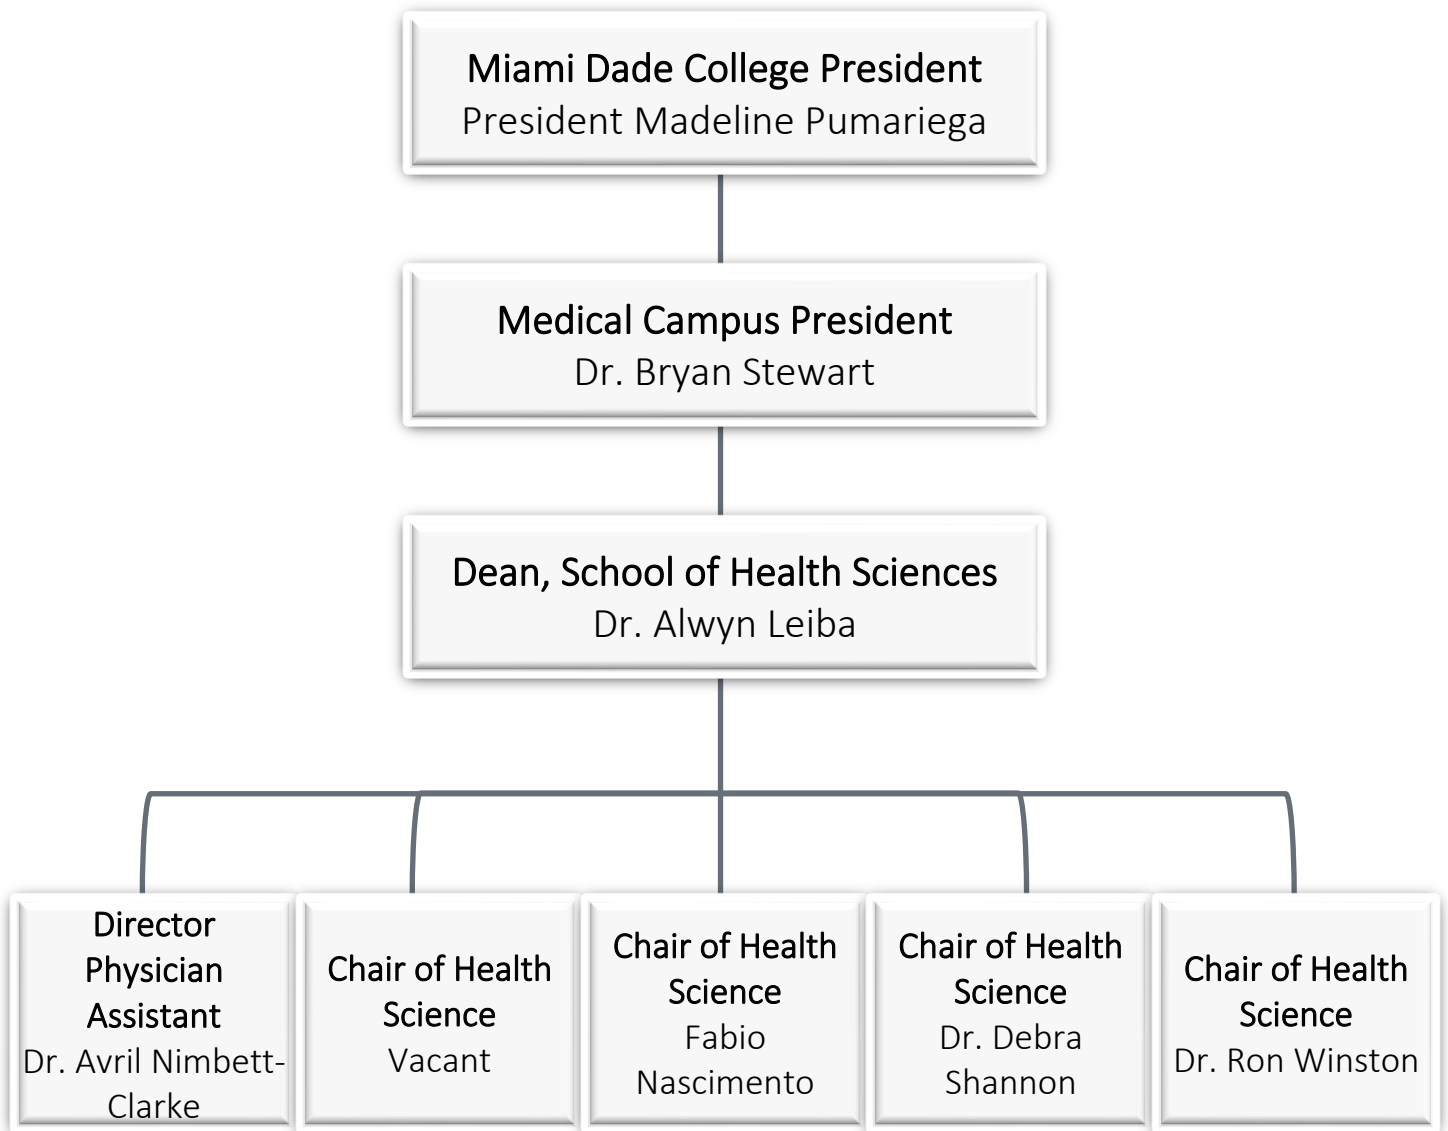 Miami Dade College President
President Madeline Pumariega
Medical Campus President
Dr. Bryan Stewart
Dean, School of Health Sciences
Dr. Alwyn Leiba
Director
Physician
Assistant
Dr. Avril Nimbett-
Clarke
Chair of Health
Science
Vacant
Chair of Health
Science
Fabio
Nascimento
Chair of Health
Science
Dr. Debra
Shannon
Chair of Health
Science
Dr. Ron Winston